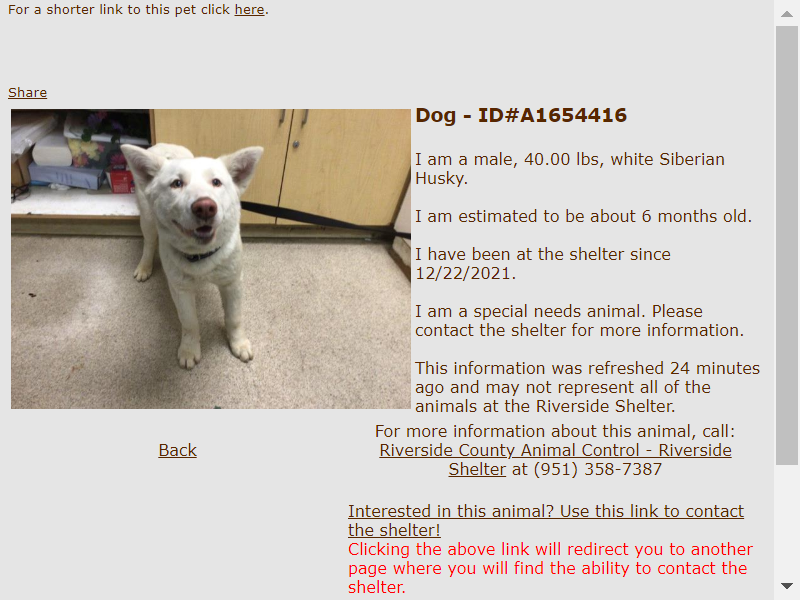 For a shorter link to this pet click here.
Share
Dog - ID#A1654416
I am a male, 40.00 lbs, white Siberian
Husky.
I am estimated to be about 6 months old.
I have been at the shelter since
12/22/2021.
I am a special needs animal. Please
contact the shelter for more information.
This information was refreshed 24 minutes
ago and may not represent all of the
animals at the Riverside Shelter.
Back
For more information about this animal, call:
Riverside County Animal Control - Riverside
Shelter at (951) 358-7387
Interested in this animal? Use this link to contact
the shelter!
Clicking the above link will redirect you to another
page where you will find the ability to contact the
shelter.